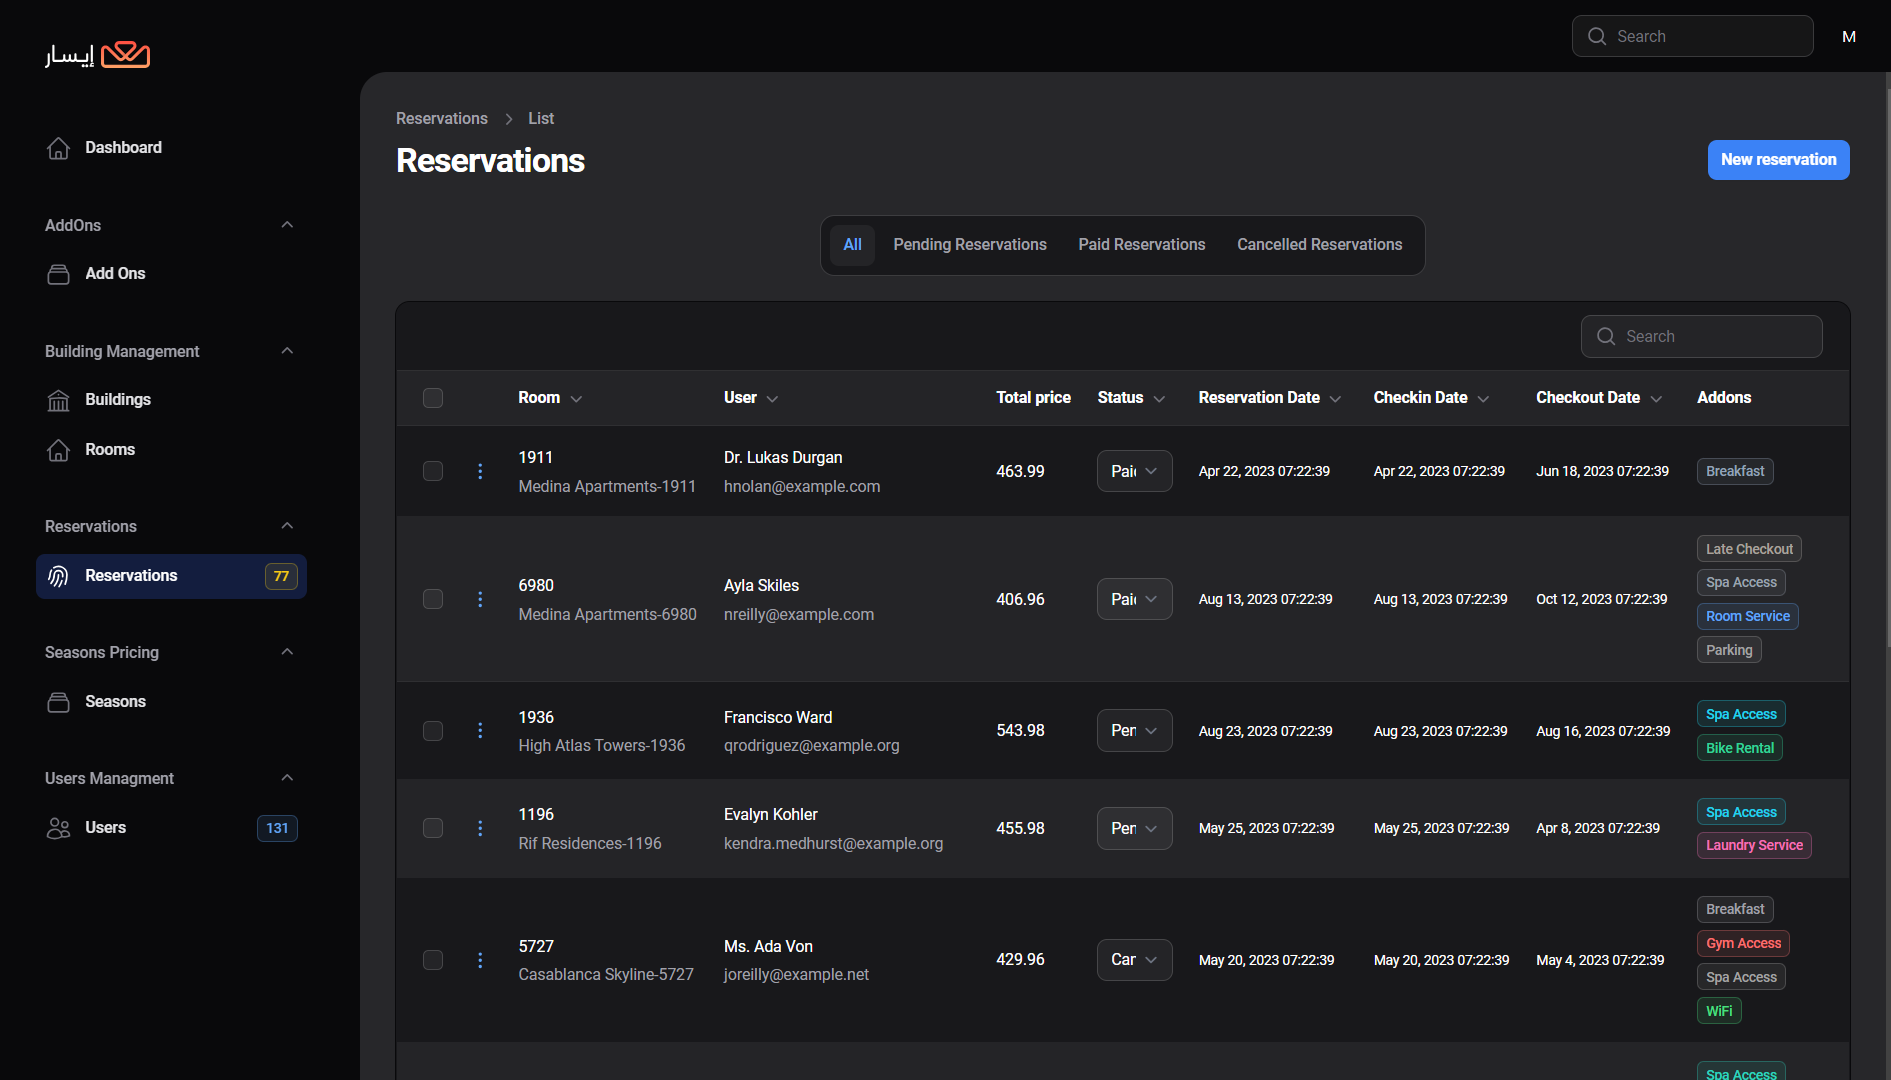 إيسار
Search
M
Dashboard
AddOns
Add Ons
Building Management
Buildings
Rooms
Reservations
Reservations
77
Seasons Pricing
Seasons
Users Managment
Users
131
Reservations
List
Reservations
New reservation
All
Pending Reservations
Paid Reservations
Cancelled Reservations
Search
Room
User
Total price
Status
Reservation Date
Checkin Date
Checkout Date
Addons
1911
Medina Apartments-1911
Dr. Lukas Durgan
hnolan@example.com
463.99
Pai
Apr 22, 2023 07:22:39
Apr 22, 2023 07:22:39
Jun 18, 2023 07:22:39
Breakfast
6980
Medina Apartments-6980
Ayla Skiles
nreilly@example.com
406.96
Pai
Aug 13, 2023 07:22:39
Aug 13, 2023 07:22:39
Oct 12, 2023 07:22:39
Late Checkout
Spa Access
Room Service
Parking
1936
High Atlas Towers-1936
Francisco Ward
qrodriguez@example.org
543.98
Pen
Aug 23, 2023 07:22:39
Aug 23, 2023 07:22:39
Aug 16, 2023 07:22:39
Spa Access
Bike Rental
1196
Rif Residences-1196
Evalyn Kohler
kendra.medhurst@example.org
455.98
Pen
May 25, 2023 07:22:39
May 25, 2023 07:22:39
Apr 8, 2023 07:22:39
Spa Access
Laundry Service
5727
Casablanca Skyline-5727
Ms. Ada Von
joreilly@example.net
429.96
Can
May 20, 2023 07:22:39
May 20, 2023 07:22:39
May 4, 2023 07:22:39
Breakfast
Gym Access
Spa Access
WiFi
Spa Access